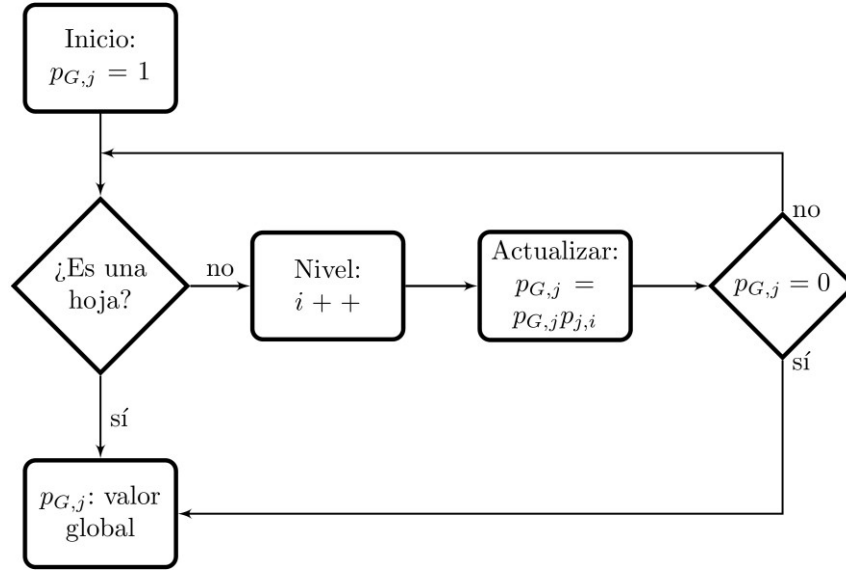 Inicio:
p_{G,j} = 1
¿Es una
hoja?
no
Nivel:
i + +
Actualizar:
p_{G,j} =
p_{G,j}p_{j,i}
p_{G,j} = 0
no
sí
sí
p_{G,j}: valor
global